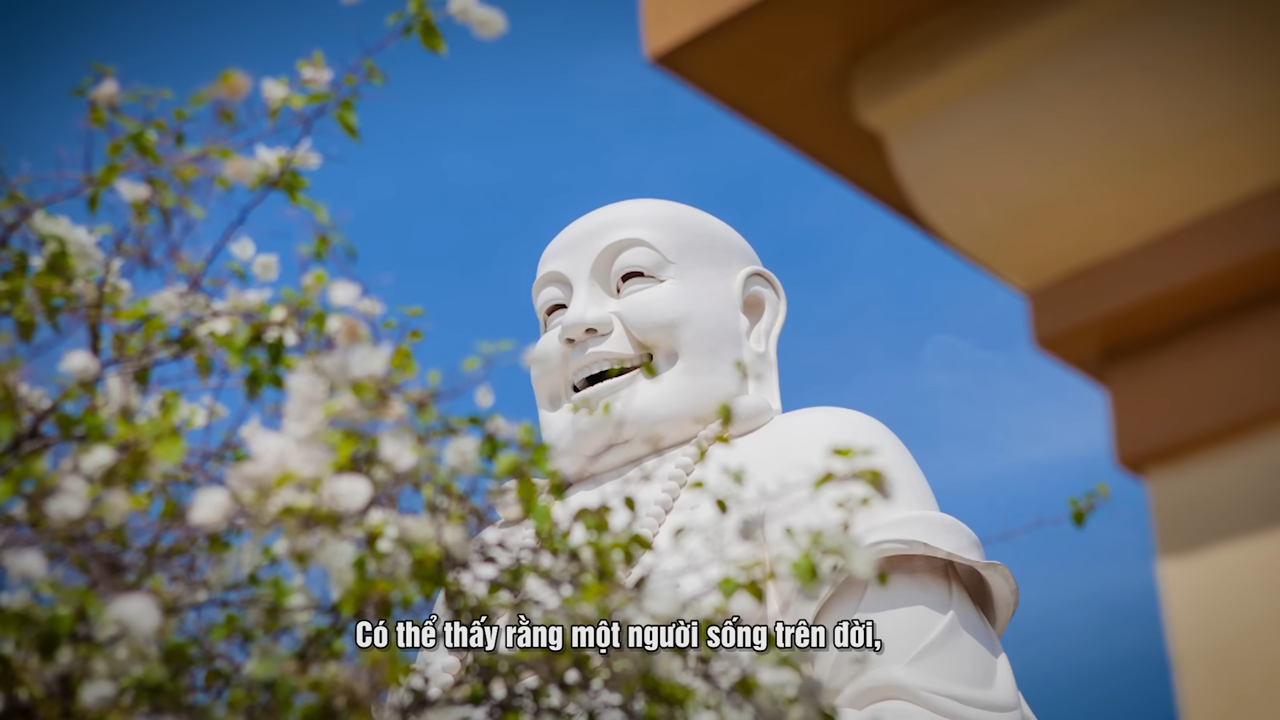 Có thể thấy rằng một người sống trên đời,